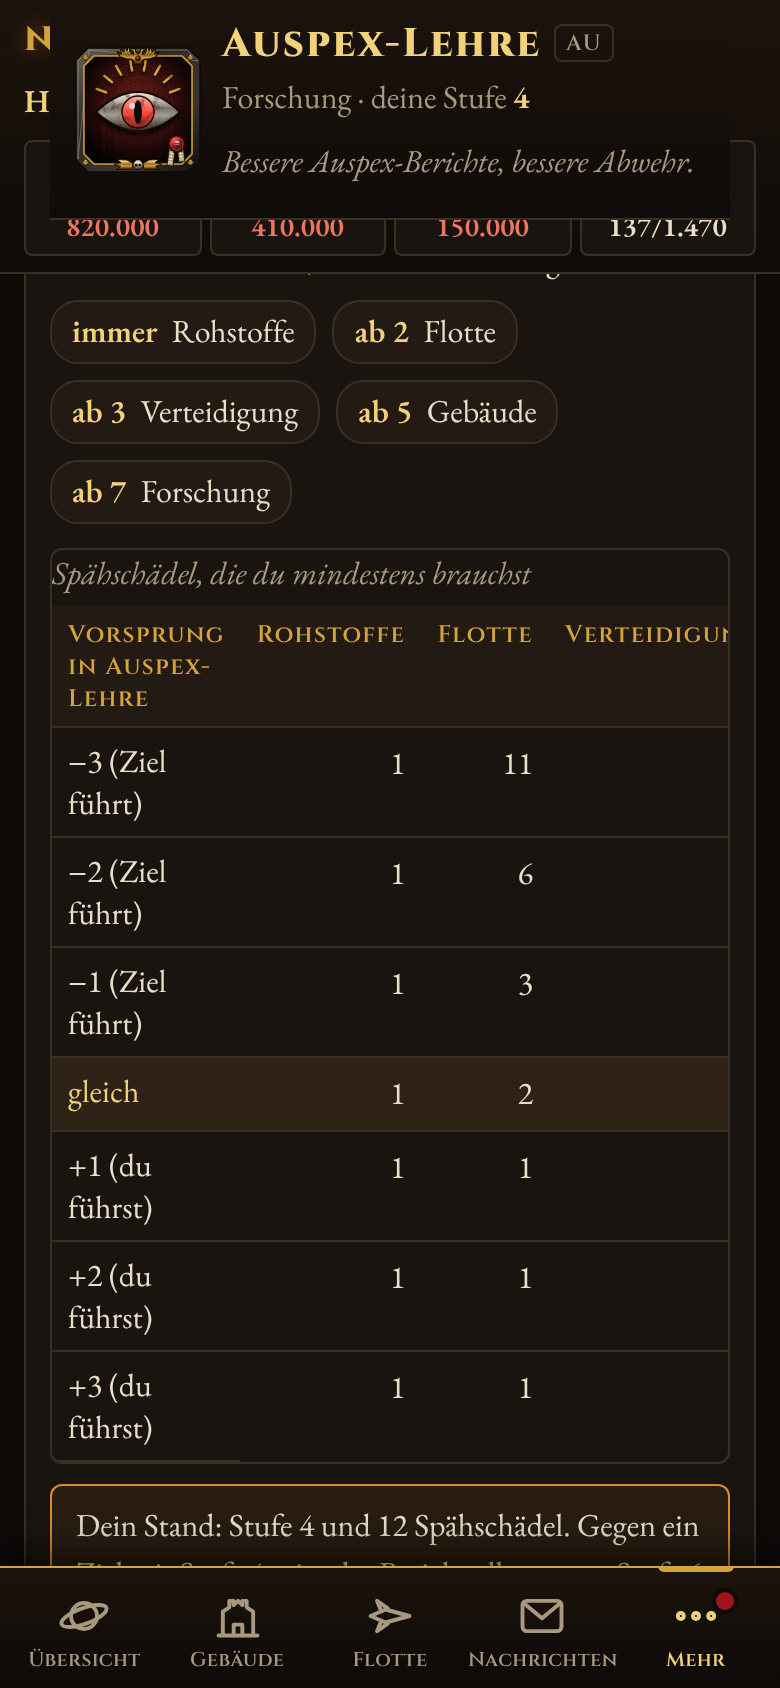 N
AUSPEX-LEHRE AU
Forschung · deine Stufe 4
H
Bessere Auspex-Berichte, bessere Abwehr.
820.000 410.000 150.000 137/1.470
immer Rohstoffe ab 2 Flotte
ab 3 Verteidigung ab 5 Gebäude
ab 7 Forschung
Spähschädel, die du mindestens brauchst
VORSPRUNG ROHSTOFFE FLOTTE VERTEIDIGUN
IN AUSPEX-
LEHRE
−3 (Ziel 1 11
führt)
−2 (Ziel 1 6
führt)
−1 (Ziel 1 3
führt)
gleich 1 2
+1 (du 1 1
führst)
+2 (du 1 1
führst)
+3 (du 1 1
führst)
Dein Stand: Stufe 4 und 12 Spähschädel. Gegen ein
ÜBERSICHT GEBÄUDE FLOTTE NACHRICHTEN MEHR